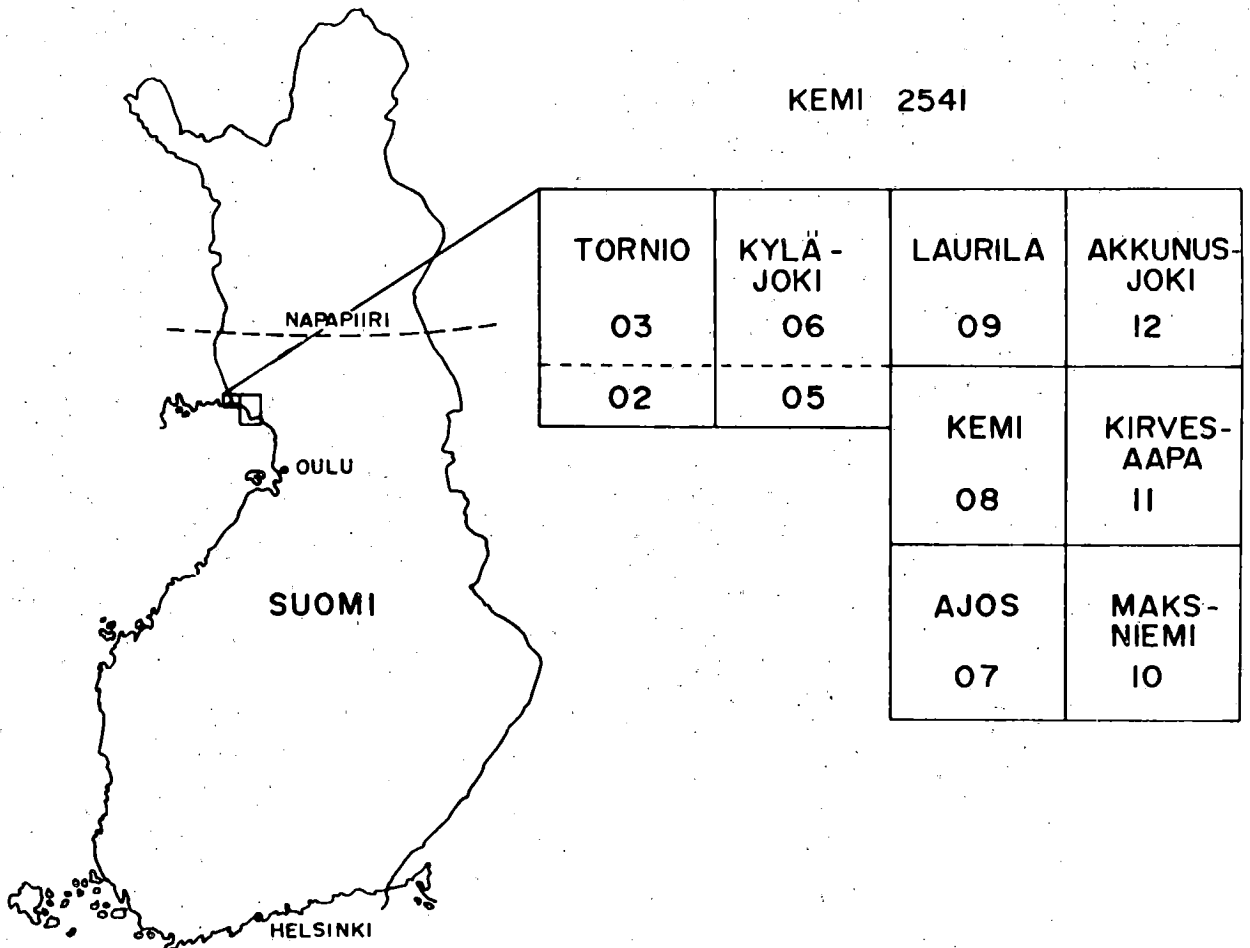 KEMI 2541
TORNIO
03
KYLÄ-
JOKI
06
LAURILA
09
AKKUNUS-
JOKI
12
02
05
KEMI
08
KIRVES-
AAPA
11
AJOS
07
MAKS-
NIEMI
10
NAPAPIIRI
OULU
SUOMI
HELSINKI